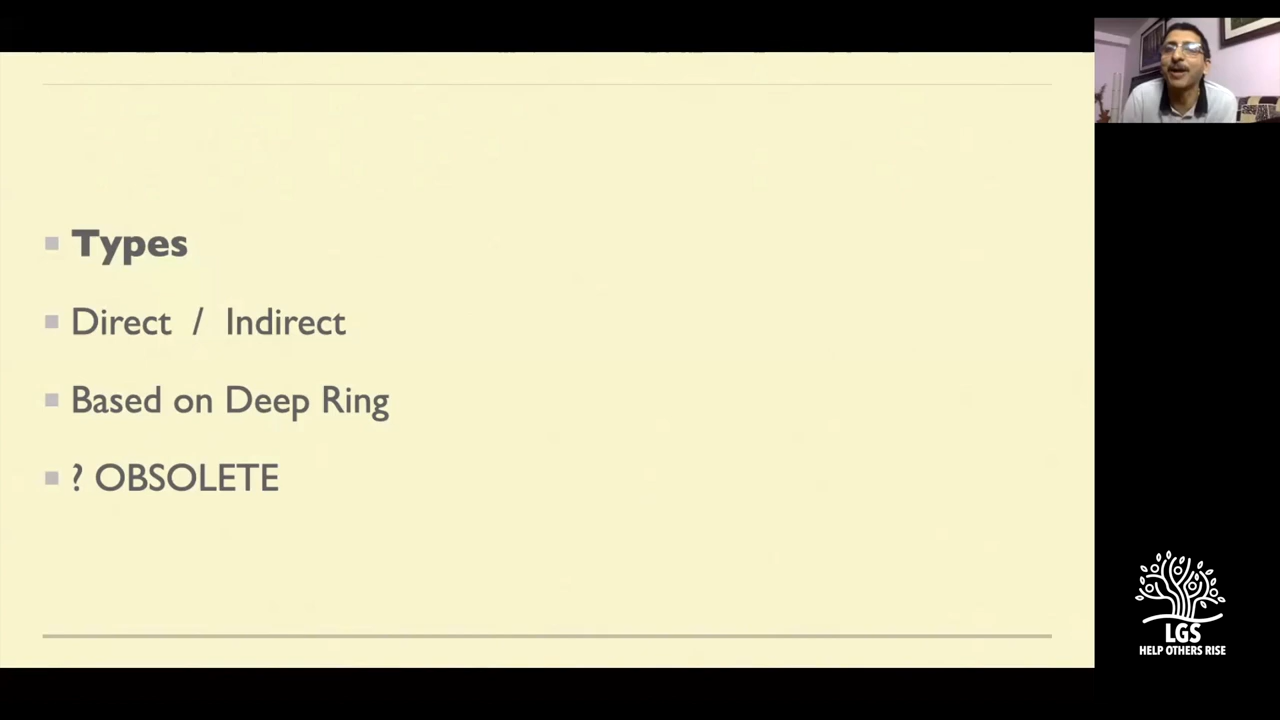 Types
Direct / Indirect
Based on Deep Ring
? OBSOLETE
LGS
HELP OTHERS RISE